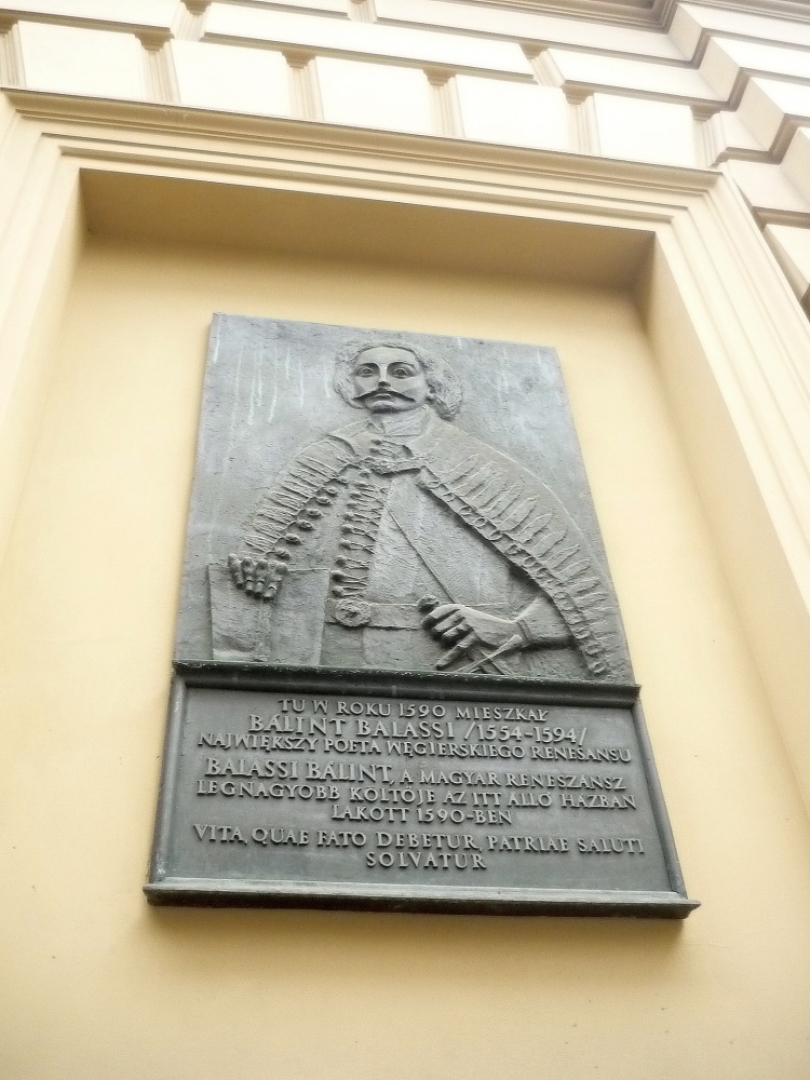 TU W ROKU 1590 MIESZKAŁ
BÁLINT BALASSI /1554-1594/
NAJWIĘKSZY POETA WĘGIERSKIEGO RENESANSU
BALASSI BÁLINT, A MAGYAR RENESZÁNSZ
LEGNAGYOBB KÖLTŐJE AZ ITT ÁLLÓ HÁZBAN
LAKOTT 1590-BEN
VITA, QUAE FATO DEBETUR, PATRIAE SALUTI
SOLVATUR